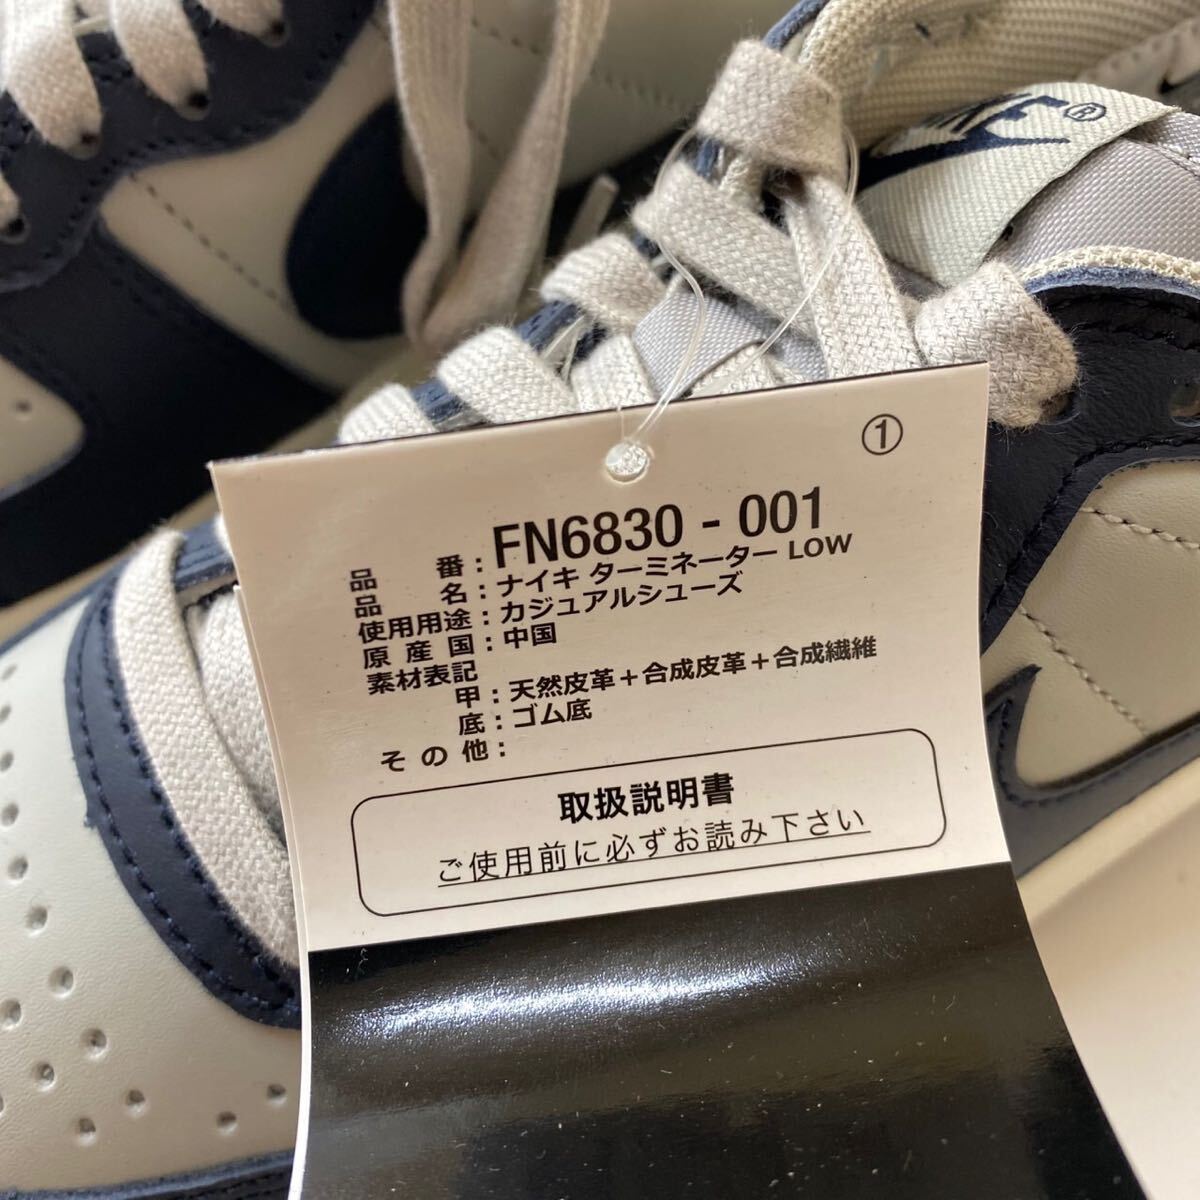 NIKE®
①
品番：FN6830 - 001
品名：ナイキ ターミネーター LOW
使用用途：カジュアルシューズ
原産国：中国
素材表記
甲：天然皮革＋合成皮革＋合成繊維
底：ゴム底
その他：
取扱説明書
ご使用前に必ずお読み下さい